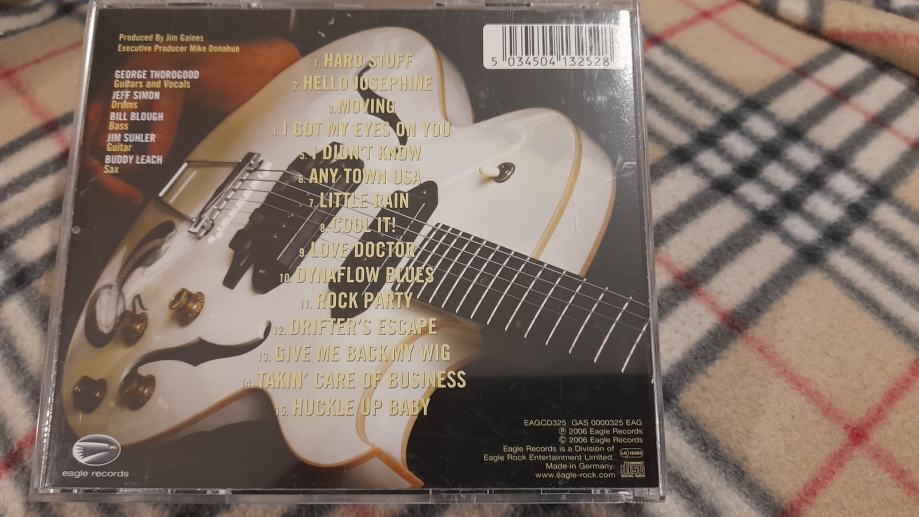 Produced By Jim Gaines
Executive Producer Mike Donahue
GEORGE THOROGOOD
Guitars and Vocals
JEFF SIMON
Drums
BILL BLOUGH
Bass
JIM SUHLER
Guitar
BUDDY LEACH
Sax
1. HARD STUFF
2. HELLO JOSEPHINE
3. MOVING
4. I GOT MY EYES ON YOU
5. I DIDN'T KNOW
6. ANY TOWN USA
7. LITTLE RAIN
8. COOL IT!
9. LOVE DOCTOR
10. DYNAFLOW BLUES
11. ROCK PARTY
12. DRIFTER'S ESCAPE
13. GIVE ME BACK MY WIG
14. TAKIN' CARE OF BUSINESS
15. HUCKLE UP BABY
5 034504 132528
eagle records
EAGCD325 GAS 0000325 EAG
℗ 2006 Eagle Records
© 2006 Eagle Records
Eagle Records is a Division of
Eagle Rock Entertainment Limited.
Made in Germany.
www.eagle-rock.com